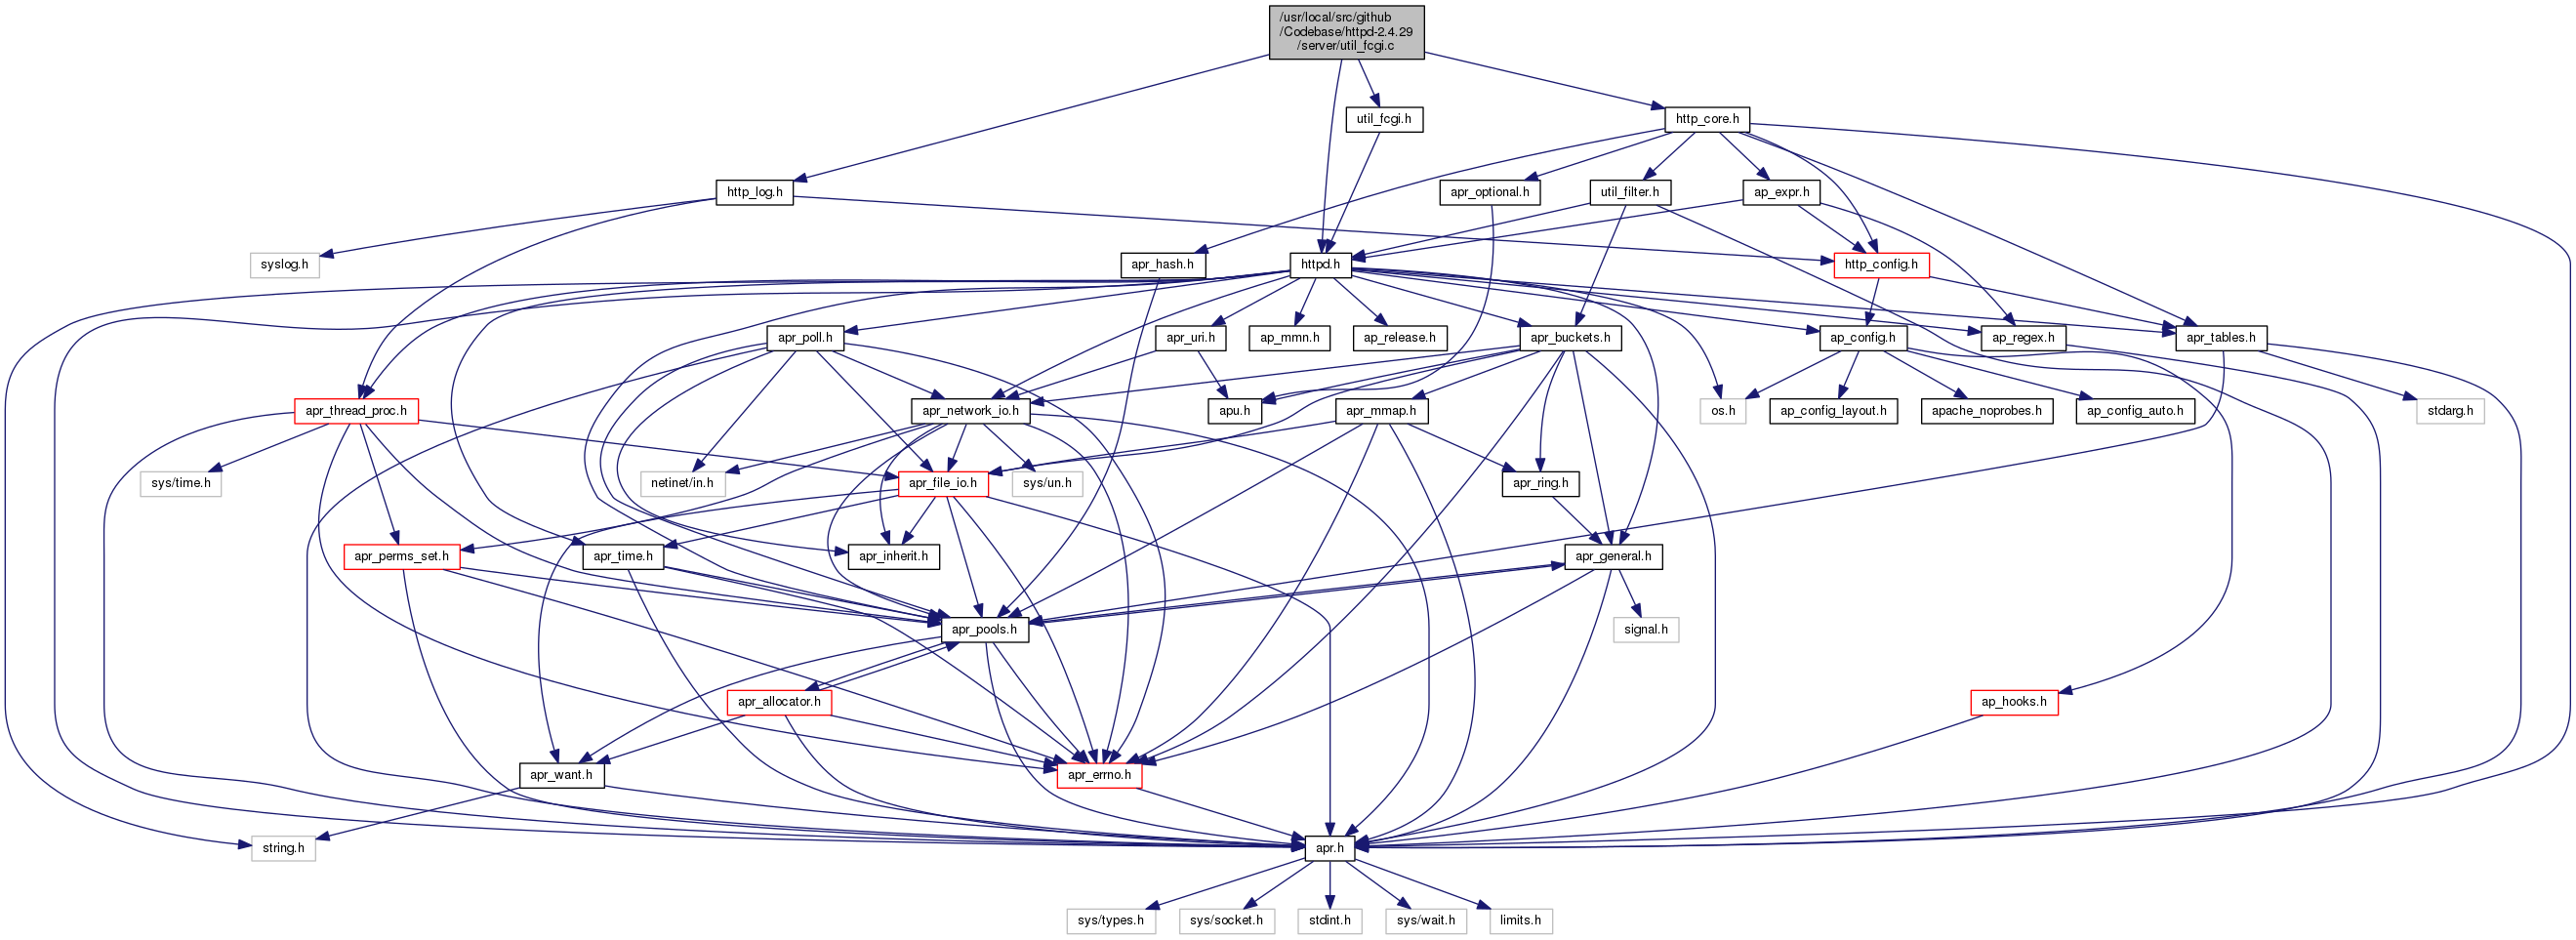 /usr/local/src/github
/Codebase/httpd-2.4.29
/server/util_fcgi.c
util_fcgi.h
http_core.h
http_log.h
apr_optional.h
util_filter.h
ap_expr.h
syslog.h
apr_hash.h
httpd.h
http_config.h
apr_poll.h
apr_uri.h
ap_mmn.h
ap_release.h
apr_buckets.h
ap_config.h
ap_regex.h
apr_tables.h
apr_thread_proc.h
apr_network_io.h
apu.h
apr_mmap.h
os.h
ap_config_layout.h
apache_noprobes.h
ap_config_auto.h
stdarg.h
sys/time.h
netinet/in.h
apr_file_io.h
sys/un.h
apr_ring.h
apr_perms_set.h
apr_time.h
apr_inherit.h
apr_general.h
apr_pools.h
signal.h
apr_allocator.h
ap_hooks.h
apr_want.h
apr_errno.h
string.h
apr.h
sys/types.h
sys/socket.h
stdint.h
sys/wait.h
limits.h